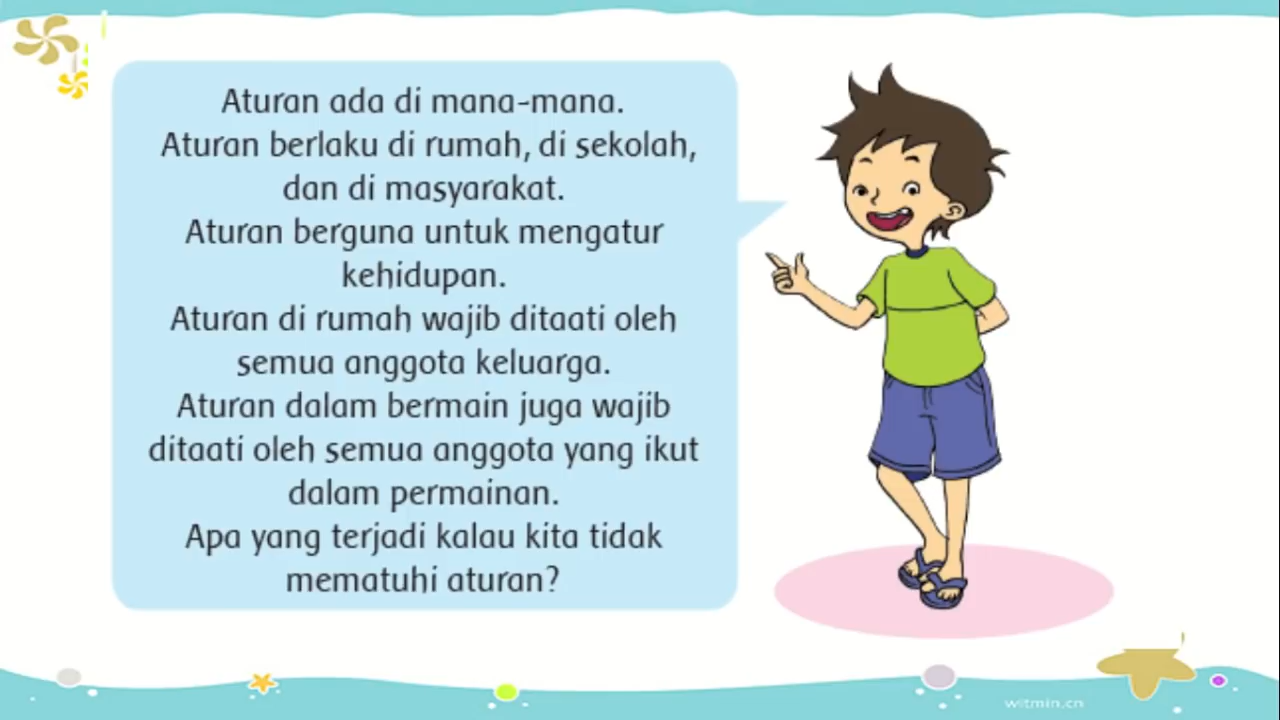 Aturan ada di mana-mana.
Aturan berlaku di rumah, di sekolah,
dan di masyarakat.
Aturan berguna untuk mengatur
kehidupan.
Aturan di rumah wajib ditaati oleh
semua anggota keluarga.
Aturan dalam bermain juga wajib
ditaati oleh semua anggota yang ikut
dalam permainan.
Apa yang terjadi kalau kita tidak
mematuhi aturan?
witmin.cn